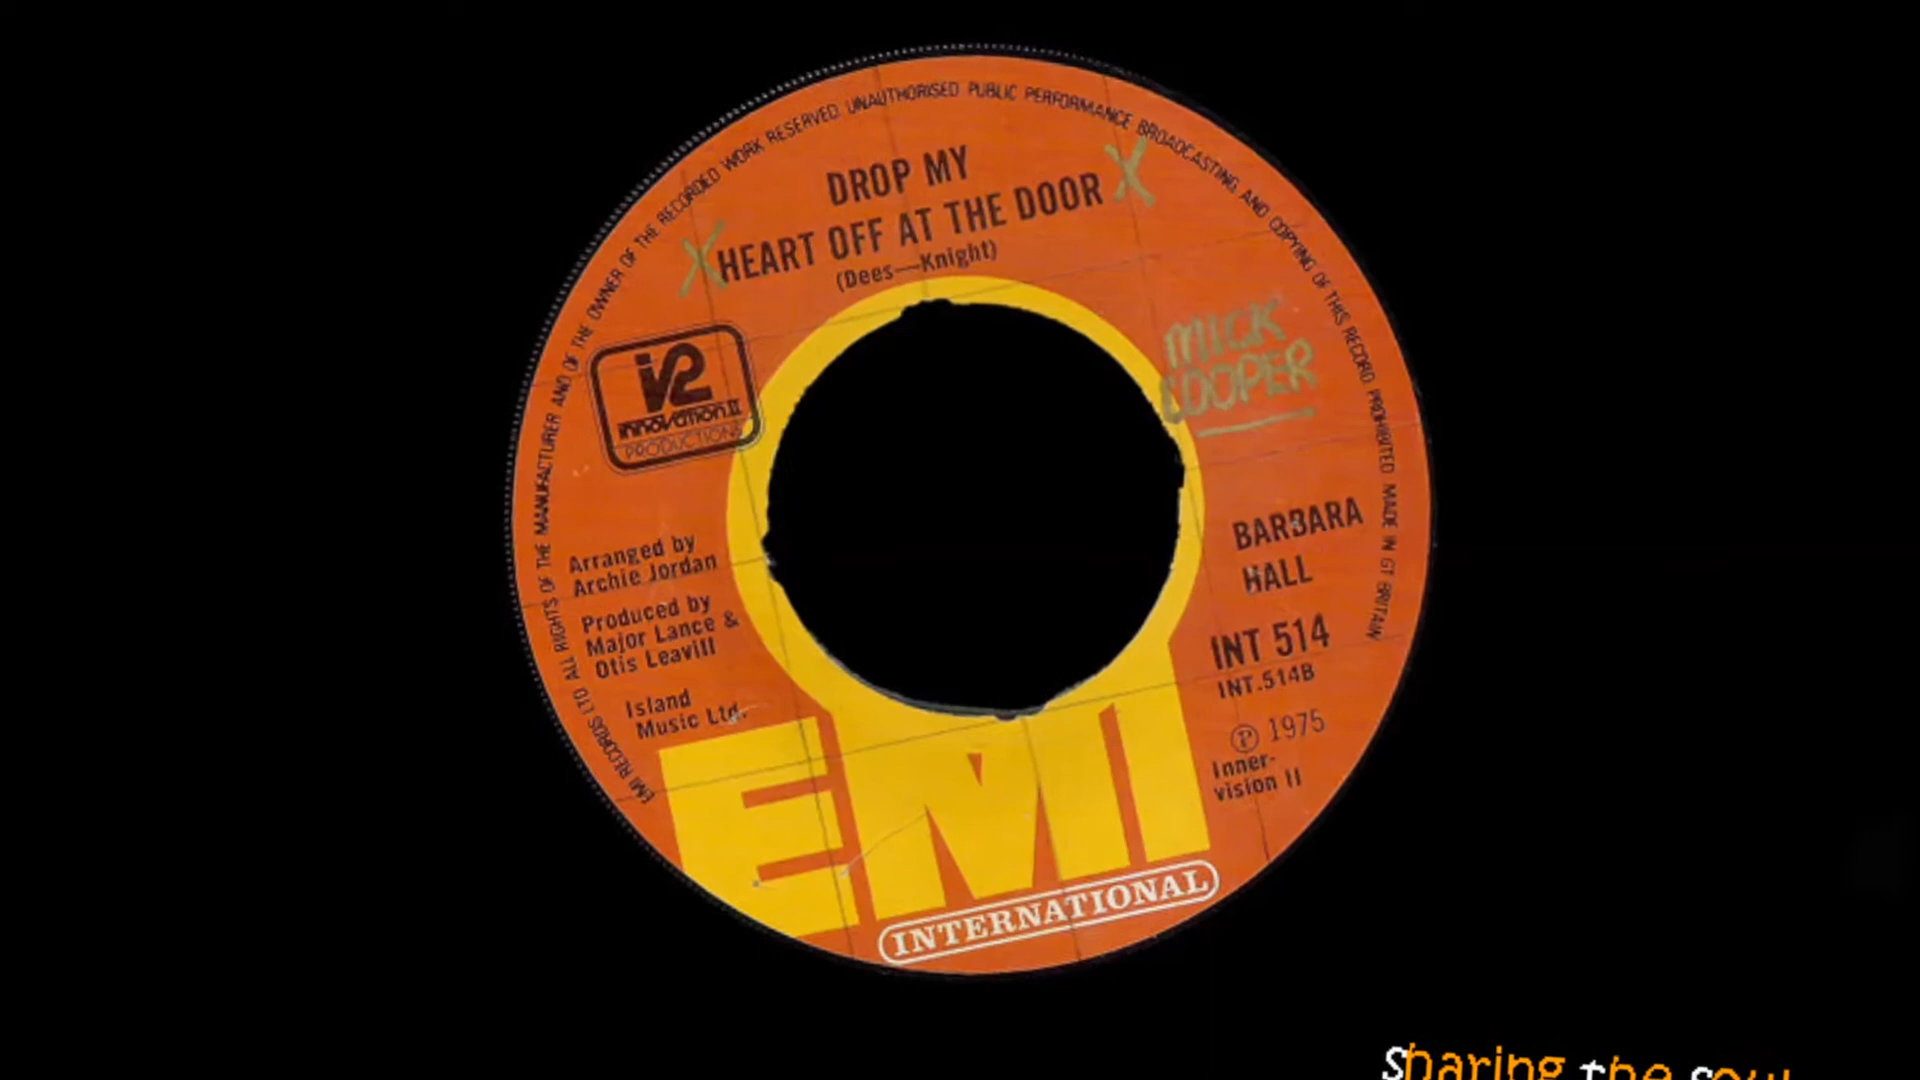 EMI RECORDS LTD ALL RIGHTS OF THE MANUFACTURER AND OF THE OWNER OF THE RECORDED WORK RESERVED UNAUTHORISED PUBLIC PERFORMANCE BROADCASTING AND COPYING OF THIS RECORD PROHIBITED MADE IN GT BRITAIN
DROP MY
X HEART OFF AT THE DOOR X
(Dees—Knight)
MICK
COOPER
i2
innovation II
PRODUCTIONS
BARBARA
HALL
Arranged by
Archie Jordan
Produced by
Major Lance &
Otis Leavill
INT 514
INT.514B
Island
Music Ltd.
Ⓟ 1975
Inner-
vision II
EMI
INTERNATIONAL
sharing the soul